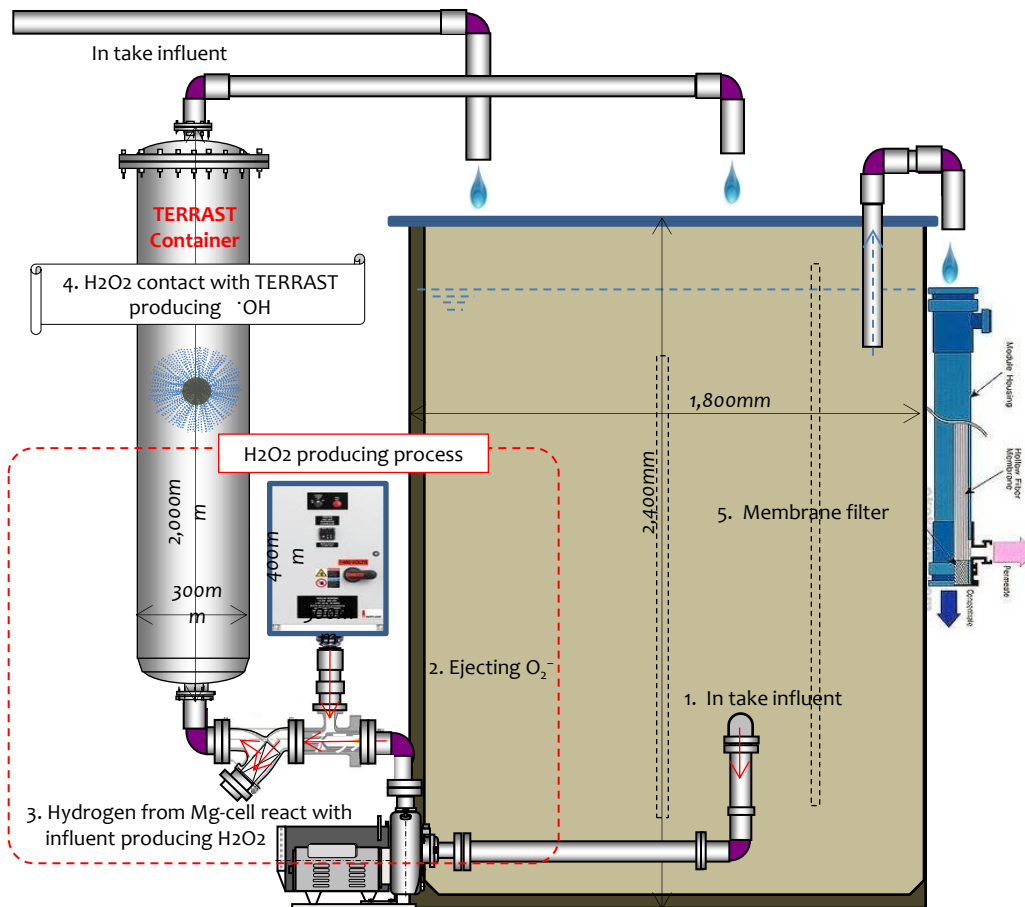 In take influent
TERRAST
Container
4. H2O2 contact with TERRAST
producing ·OH
1,800mm
2,400mm
Module Housing
Hollow Fiber
Membrane
H2O2 producing process
2,000m
m
400m
m
5. Membrane filter
300m
m
300m
m
Permeate
Concentrate
2. Ejecting O₂⁻
1. In take influent
3. Hydrogen from Mg-cell react with
influent producing H2O2